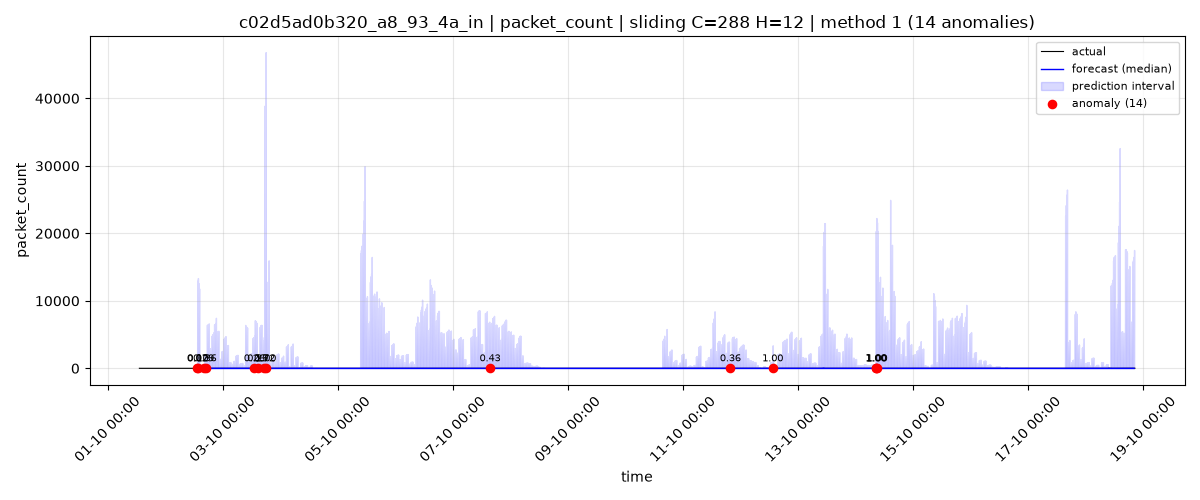 c02d5ad0b320_a8_93_4a_in | packet_count | sliding C=288 H=12 | method 1 (14 anomalies)
actual
forecast (median)
prediction interval
anomaly (14)
packet_count
40000
30000
20000
10000
0
0.43
0.36
1.00
1.00
01-10 00:00
03-10 00:00
05-10 00:00
07-10 00:00
09-10 00:00
11-10 00:00
13-10 00:00
15-10 00:00
17-10 00:00
19-10 00:00
time